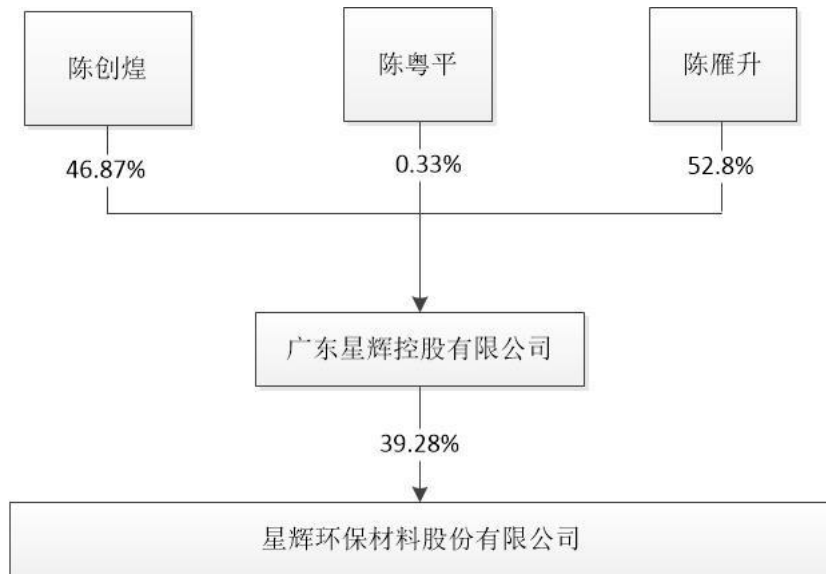 陈创煌
陈粤平
陈雁升
46.87%
0.33%
52.8%
广东星辉控股有限公司
39.28%
星辉环保材料股份有限公司